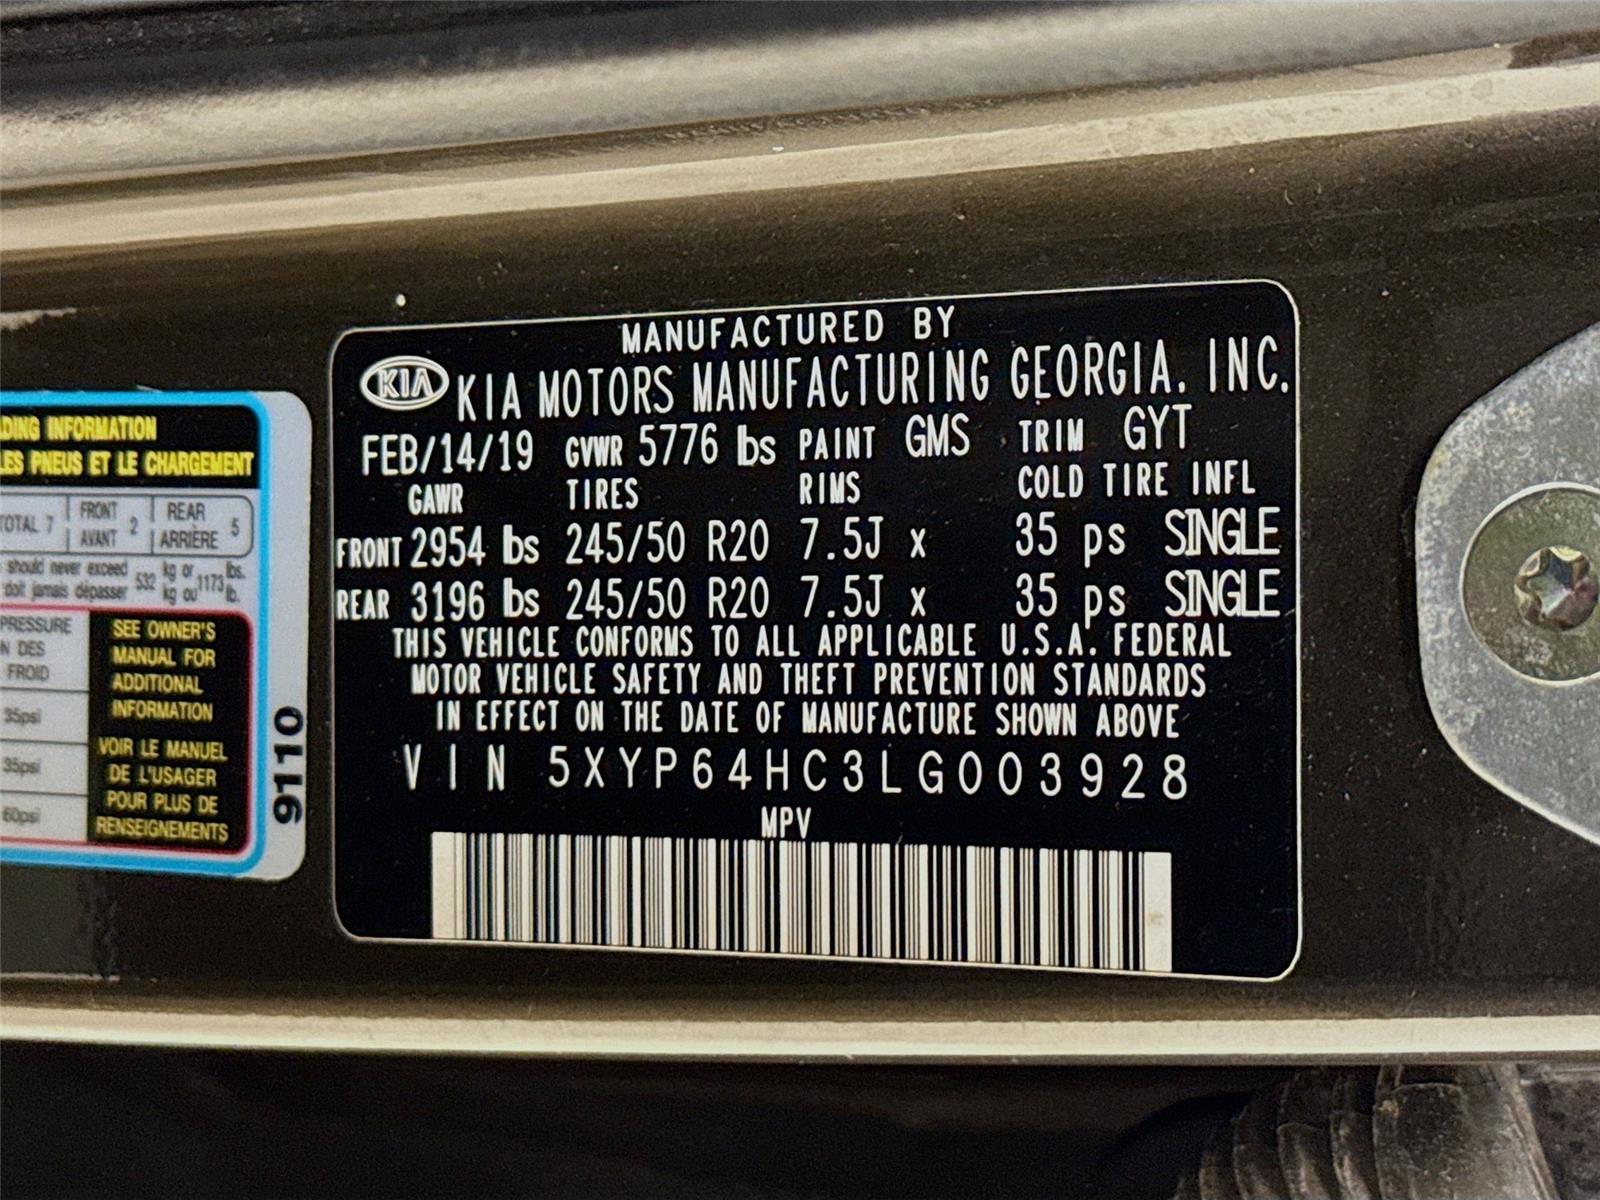 MANUFACTURED BY
KIA KIA MOTORS MANUFACTURING GEORGIA, INC.
FEB/14/19 GVWR 5776 lbs PAINT GMS TRIM GYT
GAWR TIRES RIMS COLD TIRE INFL
FRONT 2954 lbs 245/50 R20 7.5J x 35 ps SINGLE
REAR 3196 lbs 245/50 R20 7.5J x 35 ps SINGLE
THIS VEHICLE CONFORMS TO ALL APPLICABLE U.S.A. FEDERAL
MOTOR VEHICLE SAFETY AND THEFT PREVENTION STANDARDS
IN EFFECT ON THE DATE OF MANUFACTURE SHOWN ABOVE
VIN 5XYP64HC3LG003928
MPV
INFORMATION
LES PNEUS ET LE CHARGEMENT
TOTAL 7 FRONT AVANT 2 REAR ARRIÈRE 5
should never exceed 532 kg or 1173 lbs.
doit jamais dépasser kg ou lb.
PRESSURE
DES
FROID
35psi
35psi
60psi
SEE OWNER'S
MANUAL FOR
ADDITIONAL
INFORMATION
VOIR LE MANUEL
DE L'USAGER
POUR PLUS DE
RENSEIGNEMENTS
9110